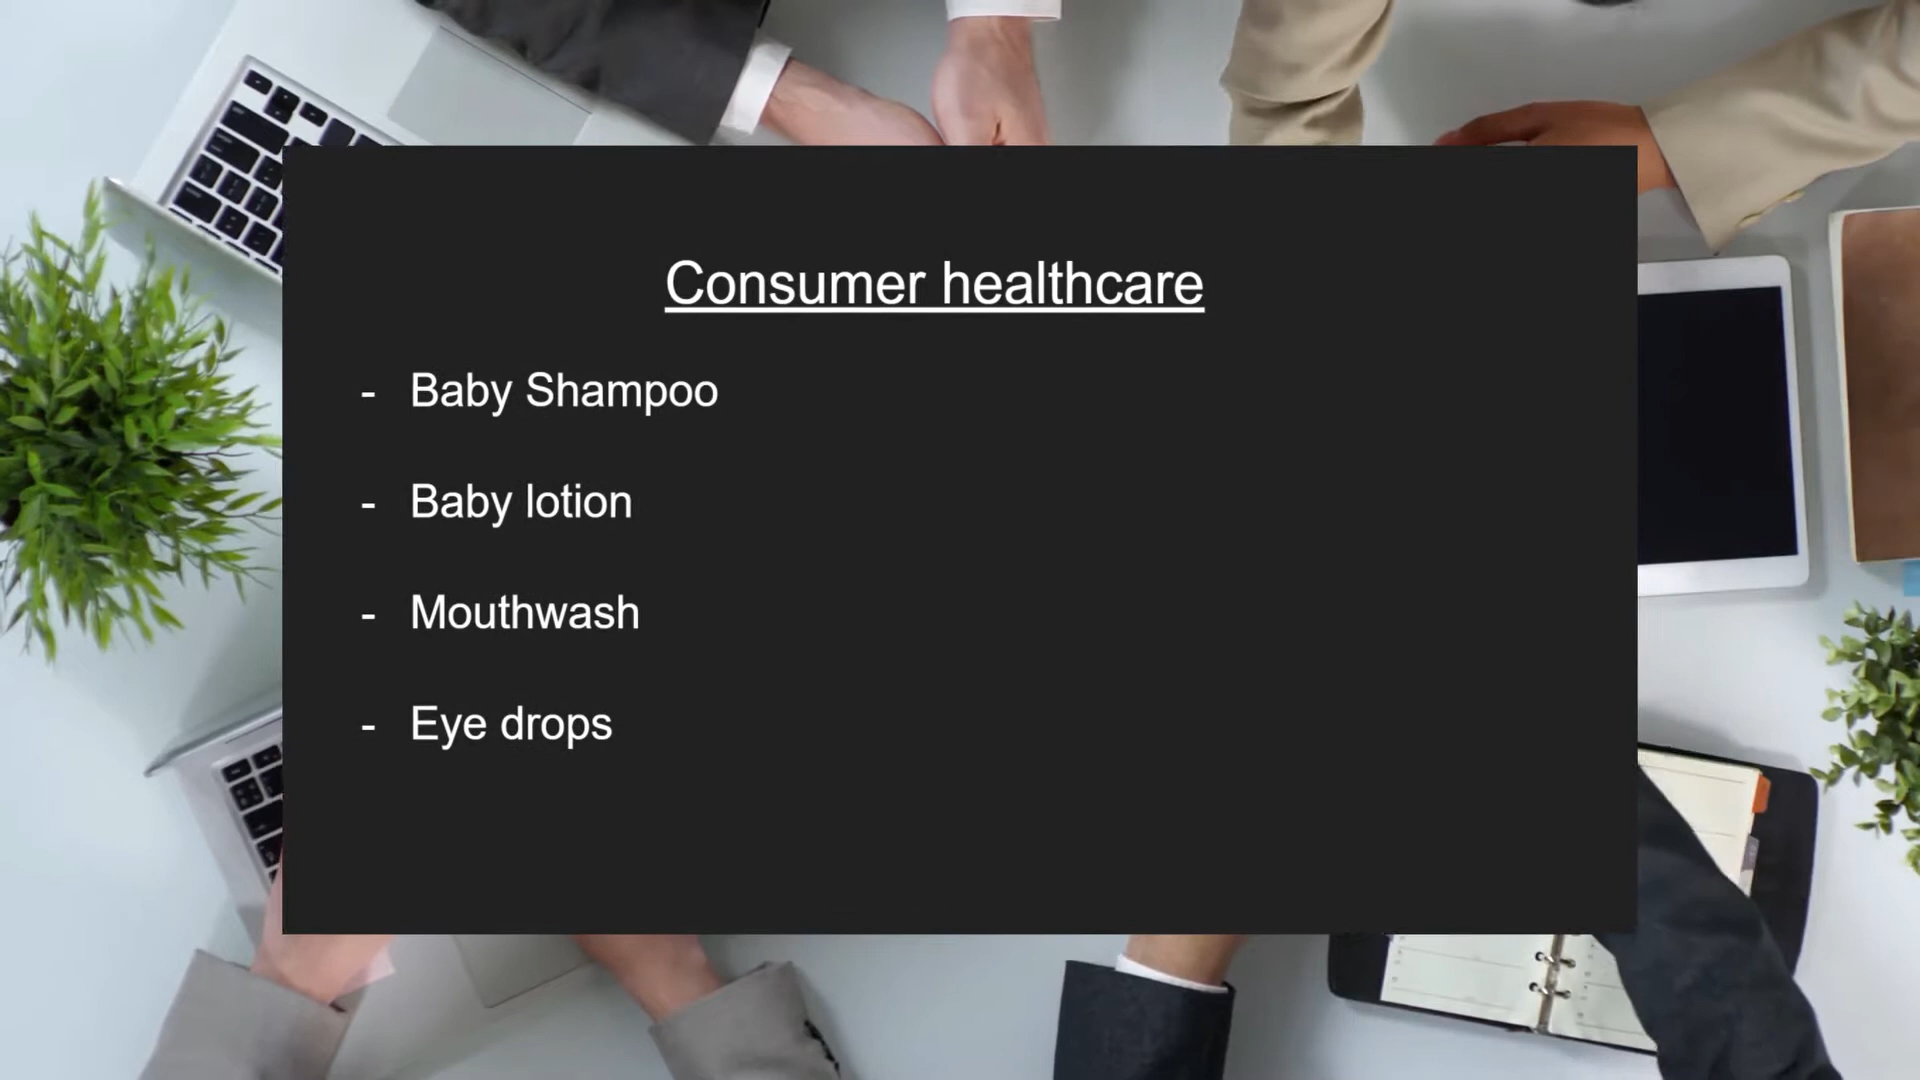 Consumer healthcare
- Baby Shampoo
- Baby lotion
- Mouthwash
- Eye drops